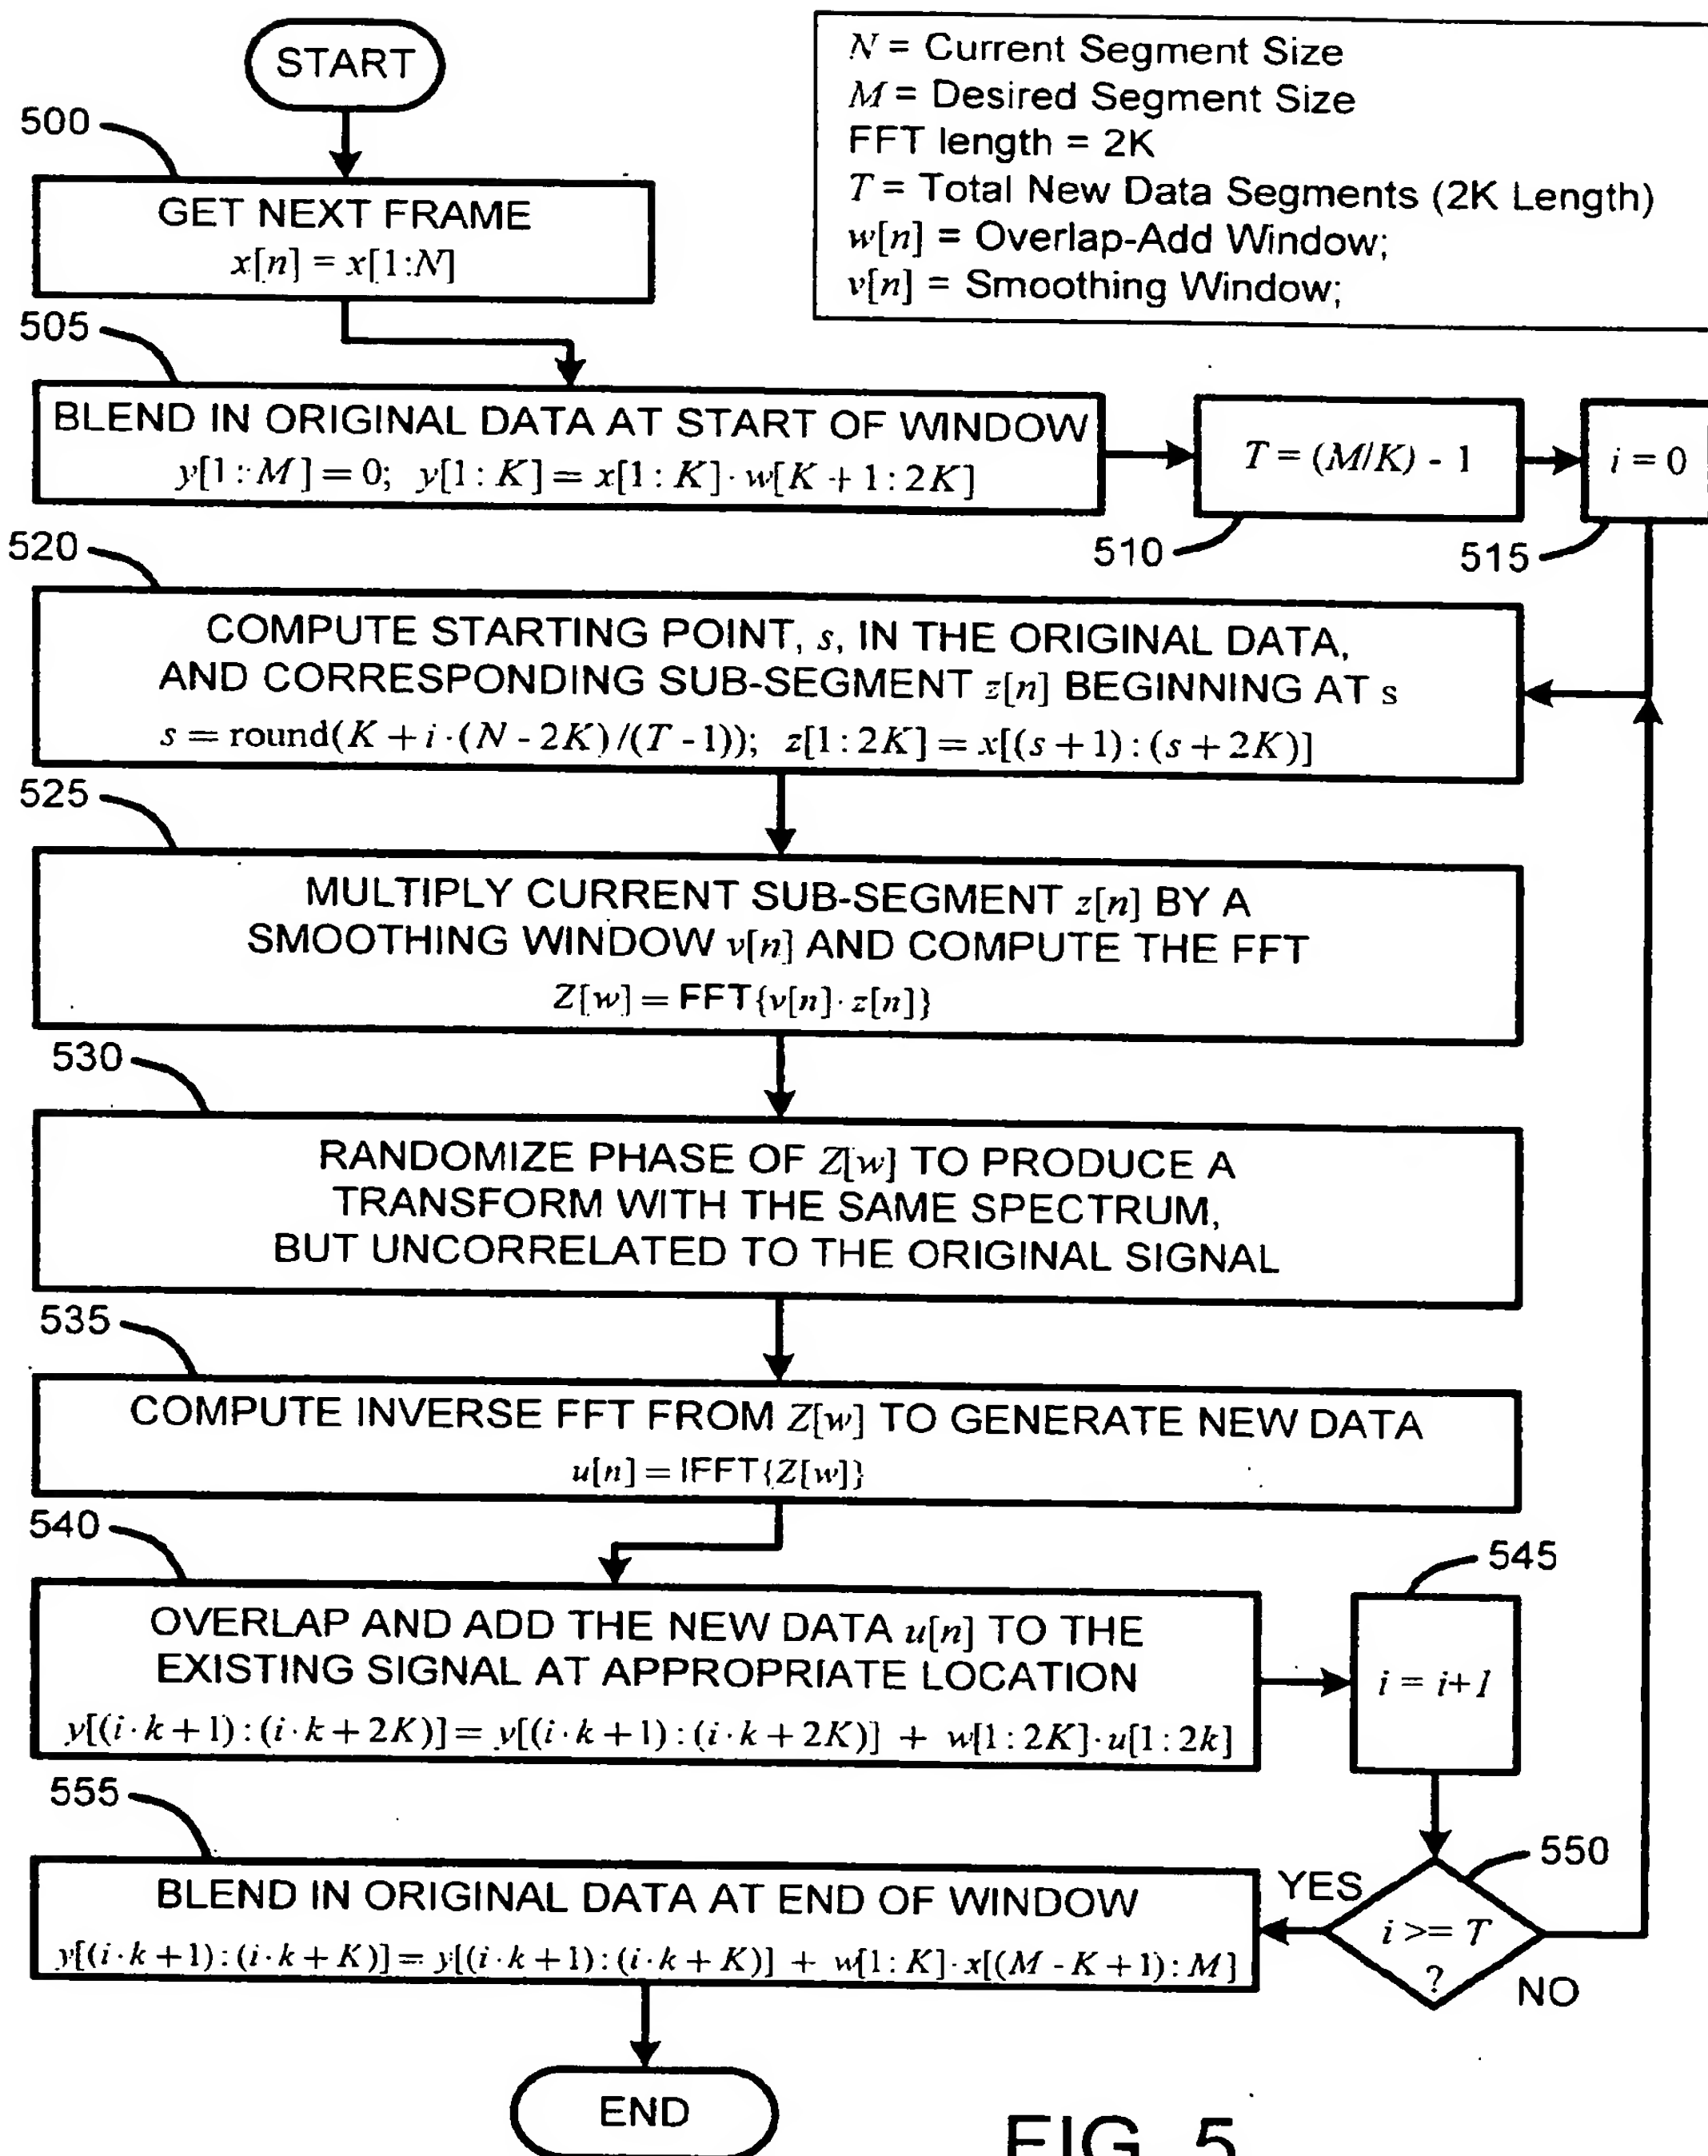 START
N = Current Segment Size
M = Desired Segment Size
FFT length = 2K
T = Total New Data Segments (2K Length)
w[n] = Overlap-Add Window;
v[n] = Smoothing Window;
500
GET NEXT FRAME
x[n] = x[1:N]
505
BLEND IN ORIGINAL DATA AT START OF WINDOW
y[1:M] = 0; y[1:K] = x[1:K]·w[K+1:2K]
T = (M/K) - 1
i = 0
510
515
520
COMPUTE STARTING POINT, s, IN THE ORIGINAL DATA,
AND CORRESPONDING SUB-SEGMENT z[n] BEGINNING AT s
s = round(K + i·(N - 2K)/(T - 1)); z[1:2K] = x[(s+1):(s+2K)]
525
MULTIPLY CURRENT SUB-SEGMENT z[n] BY A
SMOOTHING WINDOW v[n] AND COMPUTE THE FFT
Z[w] = FFT{v[n]·z[n]}
530
RANDOMIZE PHASE OF Z[w] TO PRODUCE A
TRANSFORM WITH THE SAME SPECTRUM,
BUT UNCORRELATED TO THE ORIGINAL SIGNAL
535
COMPUTE INVERSE FFT FROM Z[w] TO GENERATE NEW DATA
u[n] = IFFT{Z[w]}
540
545
OVERLAP AND ADD THE NEW DATA u[n] TO THE
EXISTING SIGNAL AT APPROPRIATE LOCATION
y[(i·k+1):(i·k+2K)] = y[(i·k+1):(i·k+2K)] + w[1:2K]·u[1:2k]
i = i+1
555
550
BLEND IN ORIGINAL DATA AT END OF WINDOW
y[(i·k+1):(i·k+K)] = y[(i·k+1):(i·k+K)] + w[1:K]·x[(M-K+1):M]
YES
i >= T
?
NO
END
FIG. 5